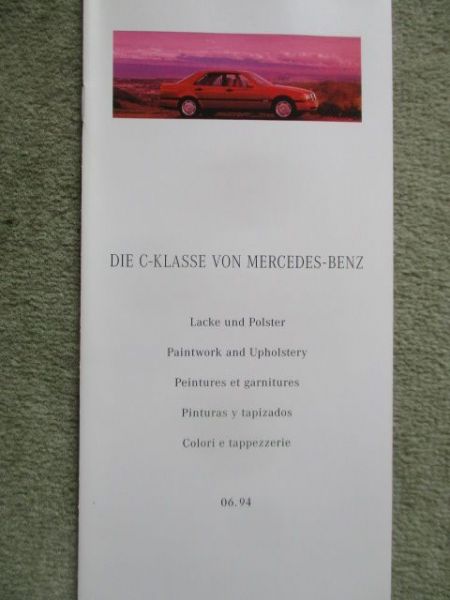 DIE C-KLASSE VON MERCEDES-BENZ
Lacke und Polster
Paintwork and Upholstery
Peintures et garnitures
Pinturas y tapizados
Colori e tappezzerie
06.94